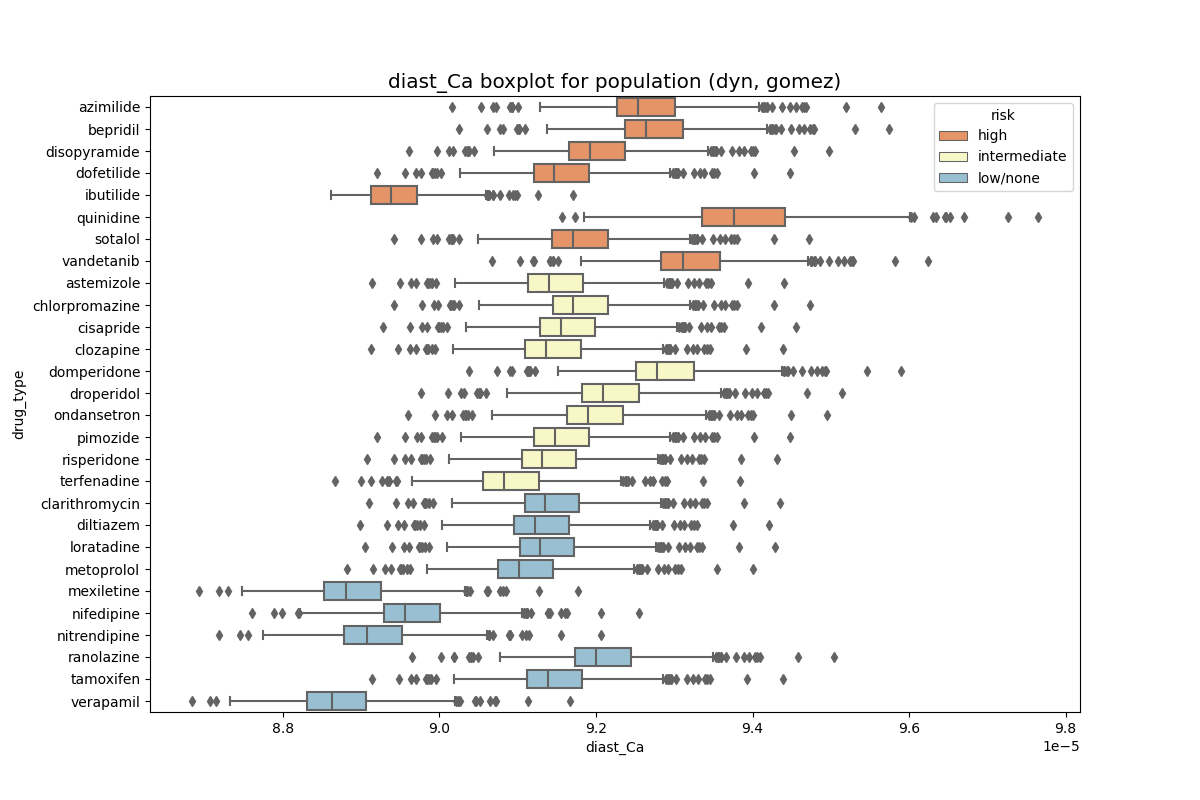 diast_Ca boxplot for population (dyn, gomez)
drug_type
azimilide
bepridil
disopyramide
dofetilide
ibutilide
quinidine
sotalol
vandetanib
astemizole
chlorpromazine
cisapride
clozapine
domperidone
droperidol
ondansetron
pimozide
risperidone
terfenadine
clarithromycin
diltiazem
loratadine
metoprolol
mexiletine
nifedipine
nitrendipine
ranolazine
tamoxifen
verapamil
risk
high
intermediate
low/none
8.8 9.0 9.2 9.4 9.6 9.8
1e−5
diast_Ca